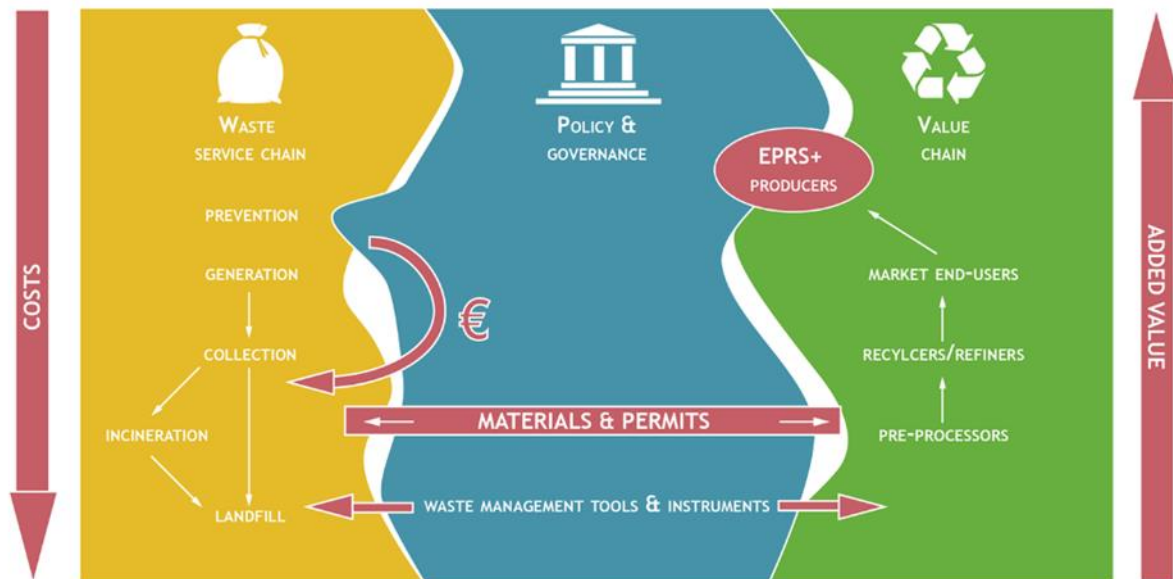 COSTS
WASTE
SERVICE CHAIN
PREVENTION
GENERATION
COLLECTION
INCINERATION
LANDFILL
POLICY &
GOVERNANCE
€
MATERIALS & PERMITS
WASTE MANAGEMENT TOOLS & INSTRUMENTS
EPRS+
PRODUCERS
VALUE
CHAIN
MARKET END-USERS
RECYLCERS/REFINERS
PRE-PROCESSORS
ADDED VALUE